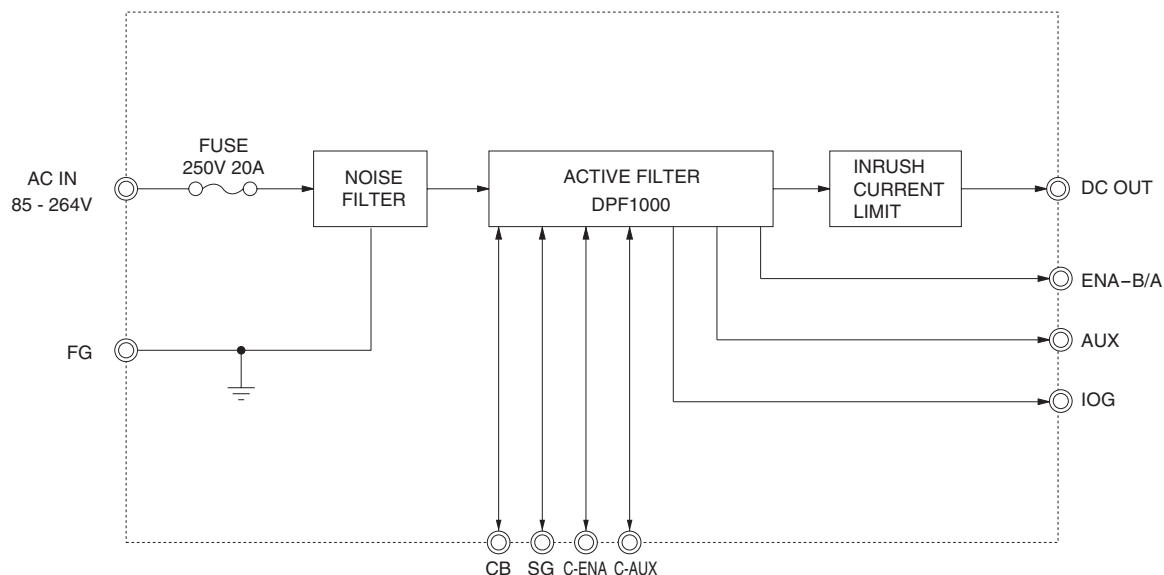 FUSE
250V 20A
AC IN
85 - 264V
NOISE
FILTER
ACTIVE FILTER
DPF1000
INRUSH
CURRENT
LIMIT
DC OUT
ENA−B/A
AUX
IOG
FG
CB SG C-ENA C-AUX